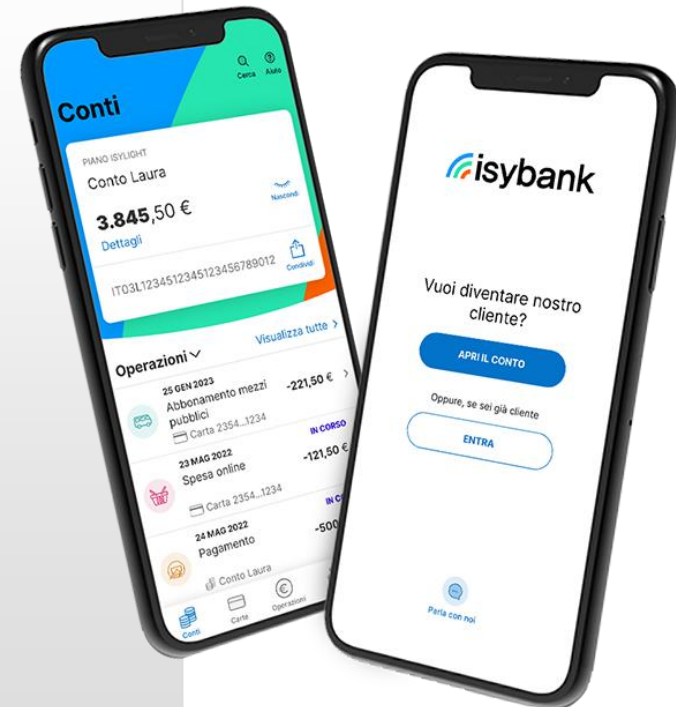 Cerca
Aiuto
Conti
PIANO ISYLIGHT
Conto Laura
3.845,50 €
Nascondi
Dettagli
IT03L1234512345123456789012
Condividi
Operazioni
Visualizza tutte >
25 GEN 2023
Abbonamento mezzi
pubblici
-221,50 € >
Carta 2354...1234
IN CORSO
23 MAG 2022
Spesa online
-121,50 €
Carta 2354...1234
24 MAG 2022
Pagamento
-500
Conto Laura
Conti
Carte
Operazioni
isybank
Vuoi diventare nostro
cliente?
APRI IL CONTO
Oppure, se sei già cliente
ENTRA
Parla con noi